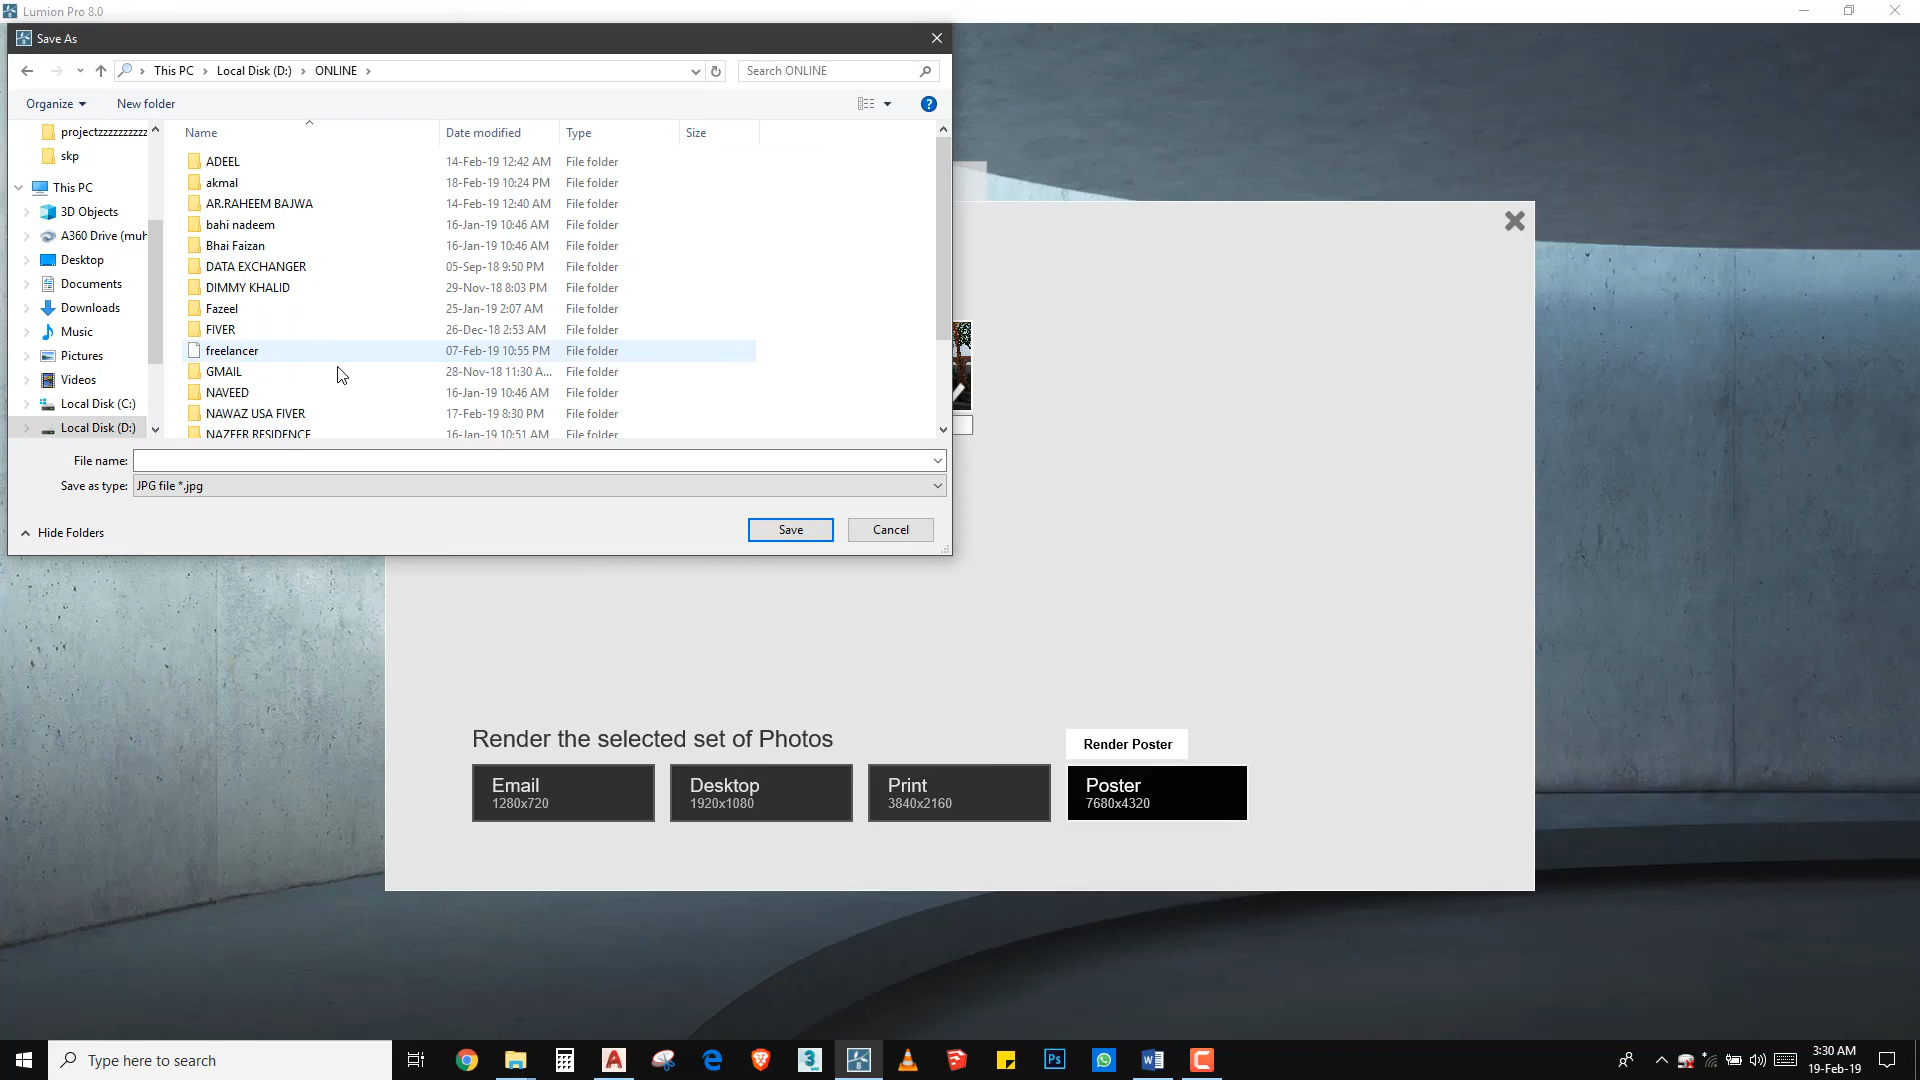 Lumion Pro 8.0
Save As
This PC
Local Disk (D:)
ONLINE
Search ONLINE
Organize
New folder
projectzzzzzzzzzz
skp
This PC
3D Objects
A360 Drive (muh
Desktop
Documents
Downloads
Music
Pictures
Videos
Local Disk (C:)
Local Disk (D:)
Name Date modified Type Size
ADEEL 14-Feb-19 12:42 AM File folder
akmal 18-Feb-19 10:24 PM File folder
AR.RAHEEM BAJWA 14-Feb-19 12:40 AM File folder
bahi nadeem 16-Jan-19 10:46 AM File folder
Bhai Faizan 16-Jan-19 10:46 AM File folder
DATA EXCHANGER 05-Sep-18 9:50 PM File folder
DIMMY KHALID 29-Nov-18 8:03 PM File folder
Fazeel 25-Jan-19 2:07 AM File folder
FIVER 26-Dec-18 2:53 AM File folder
freelancer 07-Feb-19 10:55 PM File folder
GMAIL 28-Nov-18 11:30 A... File folder
NAVEED 16-Jan-19 10:46 AM File folder
NAWAZ USA FIVER 17-Feb-19 8:30 PM File folder
NAZEER RESIDENCE 16-Jan-19 10:51 AM File folder
File name:
Save as type: JPG file *.jpg
Hide Folders
Save
Cancel
Render the selected set of Photos
Render Poster
Email
1280x720
Desktop
1920x1080
Print
3840x2160
Poster
7680x4320
Type here to search
3:30 AM
19-Feb-19